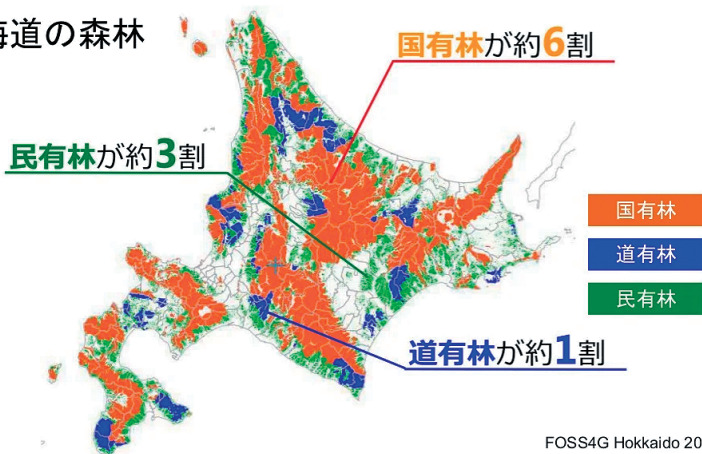 海道の森林
国有林が約6割
民有林が約3割
国有林
道有林
民有林
道有林が約1割
FOSS4G Hokkaido 20